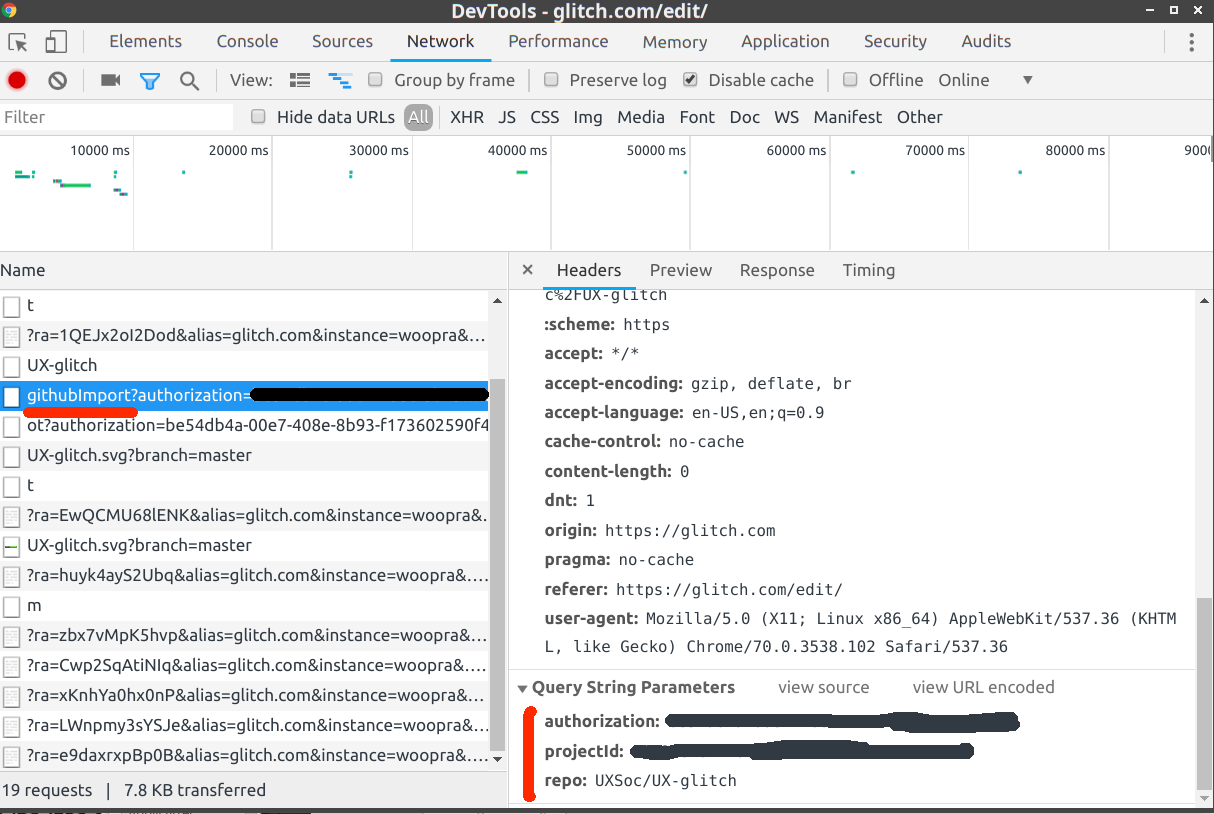 DevTools - glitch.com/edit/
Elements Console Sources Network Performance Memory Application Security Audits
View: Group by frame Preserve log Disable cache Offline Online
Filter Hide data URLs All XHR JS CSS Img Media Font Doc WS Manifest Other
10000 ms 20000 ms 30000 ms 40000 ms 50000 ms 60000 ms 70000 ms 80000 ms 9000
Name
t
?ra=1QEJx2oI2Dod&alias=glitch.com&instance=woopra&...
UX-glitch
githubImport?authorization=
ot?authorization=be54db4a-00e7-408e-8b93-f173602590f4
UX-glitch.svg?branch=master
t
?ra=EwQCMU68lENK&alias=glitch.com&instance=woopra&.
UX-glitch.svg?branch=master
?ra=huyk4ayS2Ubq&alias=glitch.com&instance=woopra&....
m
?ra=zbx7vMpK5hvp&alias=glitch.com&instance=woopra&...
?ra=Cwp2SqAtiNIq&alias=glitch.com&instance=woopra&....
?ra=xKnhYa0hx0nP&alias=glitch.com&instance=woopra&...
?ra=LWnpmy3sYSJe&alias=glitch.com&instance=woopra&...
?ra=e9daxrxpBp0B&alias=glitch.com&instance=woopra&....
19 requests | 7.8 KB transferred
× Headers Preview Response Timing
c%2FUX-glitch
:scheme: https
accept: */*
accept-encoding: gzip, deflate, br
accept-language: en-US,en;q=0.9
cache-control: no-cache
content-length: 0
dnt: 1
origin: https://glitch.com
pragma: no-cache
referer: https://glitch.com/edit/
user-agent: Mozilla/5.0 (X11; Linux x86_64) AppleWebKit/537.36 (KHTM
L, like Gecko) Chrome/70.0.3538.102 Safari/537.36
Query String Parameters view source view URL encoded
authorization:
projectId:
repo: UXSoc/UX-glitch